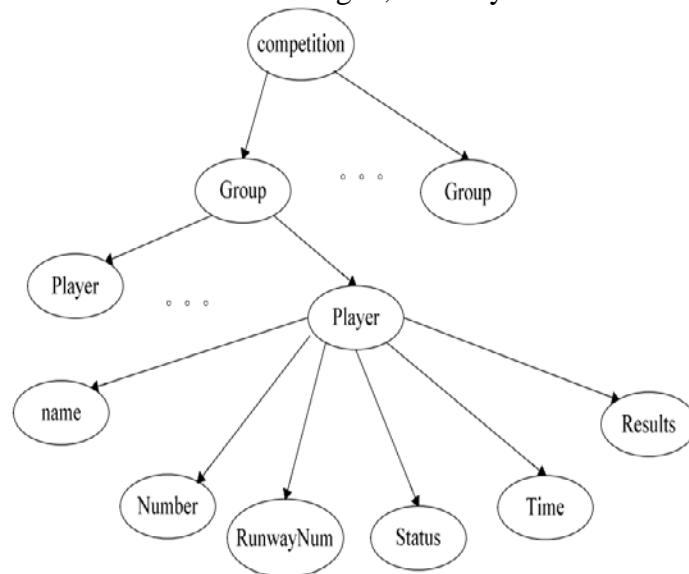 competition
Group
Group
Player
Player
name
Results
Number
Time
RunwayNum
Status